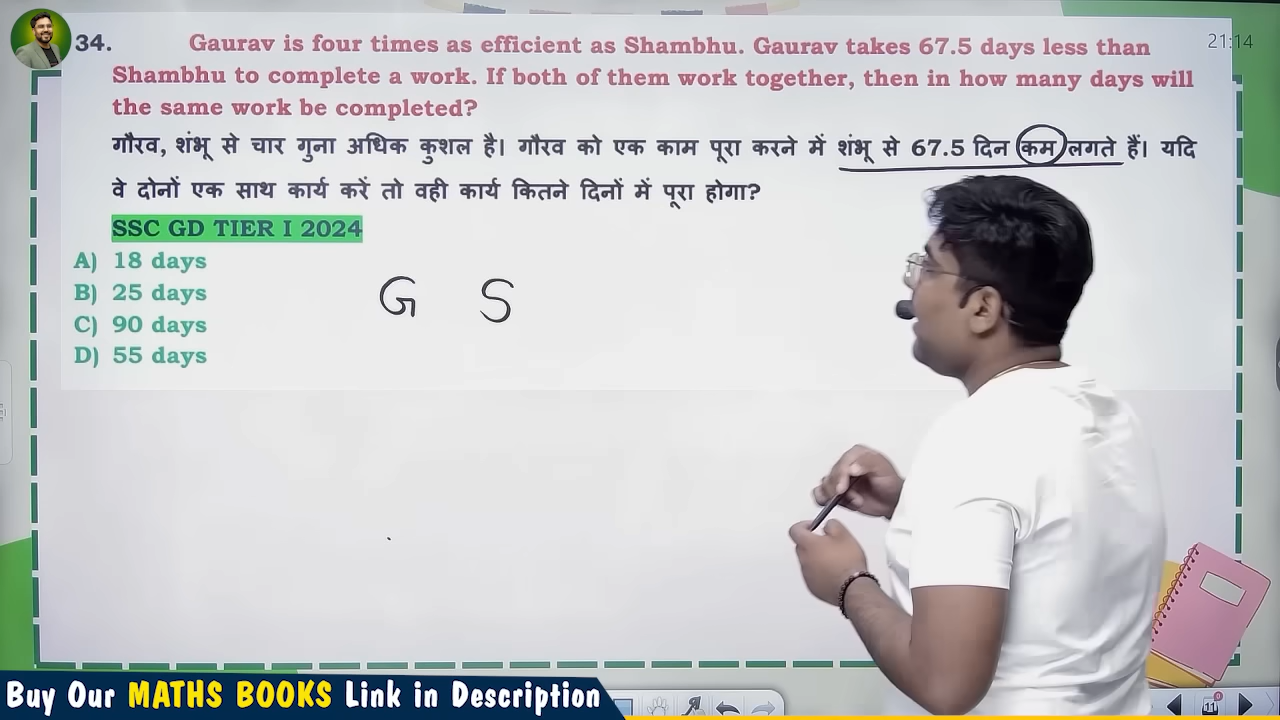 34. Gaurav is four times as efficient as Shambhu. Gaurav takes 67.5 days less than
21:14
Shambhu to complete a work. If both of them work together, then in how many days will
the same work be completed?
गौरव, शंभू से चार गुना अधिक कुशल है। गौरव को एक काम पूरा करने में शंभू से 67.5 दिन कम लगते हैं। यदि
वे दोनों एक साथ कार्य करें तो वही कार्य कितने दिनों में पूरा होगा?
SSC GD TIER I 2024
A) 18 days
B) 25 days
C) 90 days
D) 55 days
G S
Buy Our MATHS BOOKS Link in Description
11